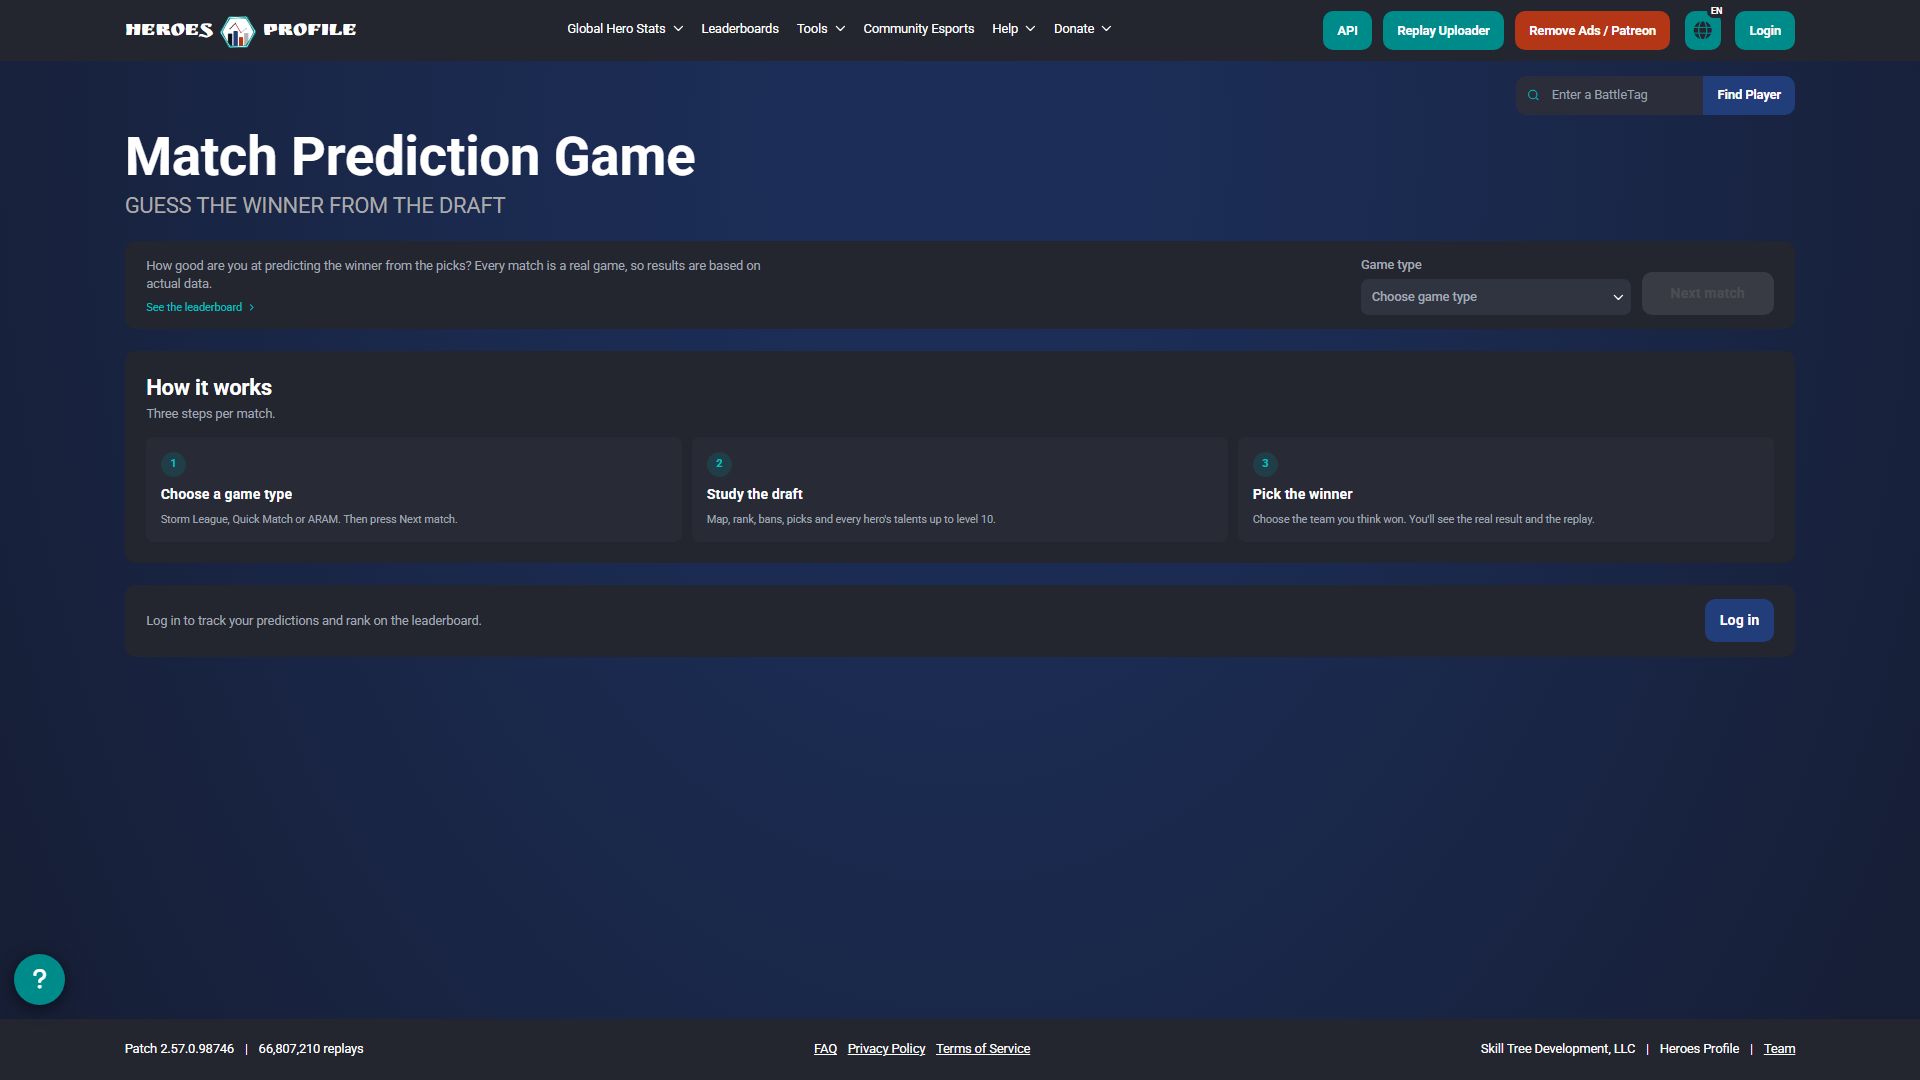 HEROES PROFILE
Global Hero Stats
Leaderboards
Tools
Community Esports
Help
Donate
API
Replay Uploader
Remove Ads / Patreon
EN
Login
Enter a BattleTag
Find Player
Match Prediction Game
GUESS THE WINNER FROM THE DRAFT
How good are you at predicting the winner from the picks? Every match is a real game, so results are based on
actual data.
See the leaderboard
Game type
Choose game type
Next match
How it works
Three steps per match.
1
Choose a game type
Storm League, Quick Match or ARAM. Then press Next match.
2
Study the draft
Map, rank, bans, picks and every hero's talents up to level 10.
3
Pick the winner
Choose the team you think won. You'll see the real result and the replay.
Log in to track your predictions and rank on the leaderboard.
Log in
?
Patch 2.57.0.98746 | 66,807,210 replays
FAQ Privacy Policy Terms of Service
Skill Tree Development, LLC | Heroes Profile | Team